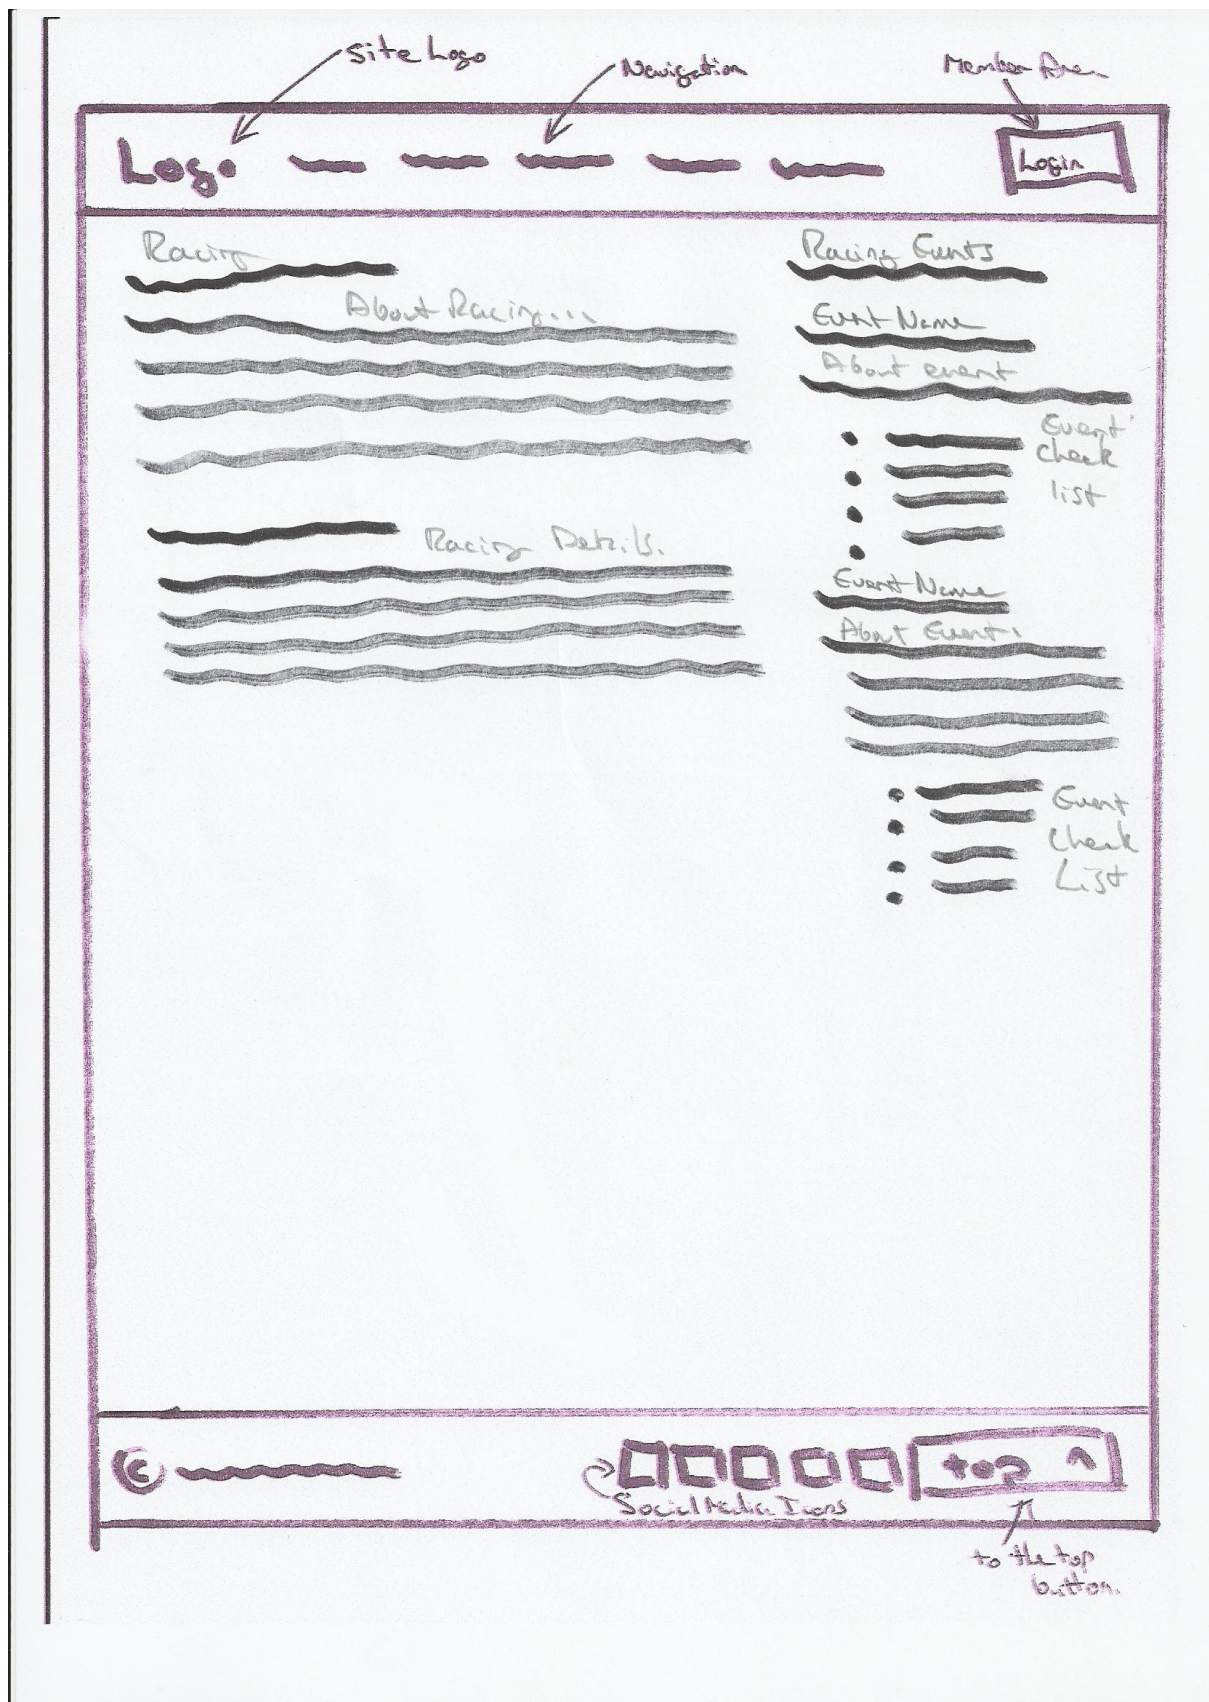 Site Logo
Navigation
Member Area
Logo
Login
Racing
About Racing...
Racing Details.
Racing Events
Event Name
About event
Event
Check
list
Event Name
About Event
Event
Check
List
©
top ^
Social Media Icons
to the top
button.